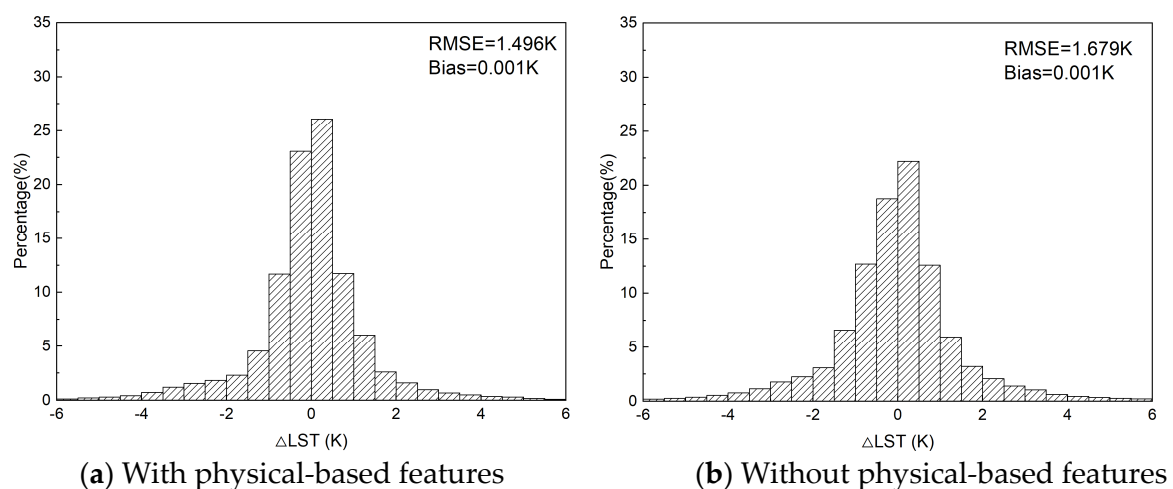 35
30
25
20
15
10
5
0
Percentage(%)
RMSE=1.496K
Bias=0.001K
-6 -4 -2 0 2 4 6
△LST (K)
(a) With physical-based features
35
30
25
20
15
10
5
0
Percentage(%)
RMSE=1.679K
Bias=0.001K
-6 -4 -2 0 2 4 6
△LST (K)
(b) Without physical-based features